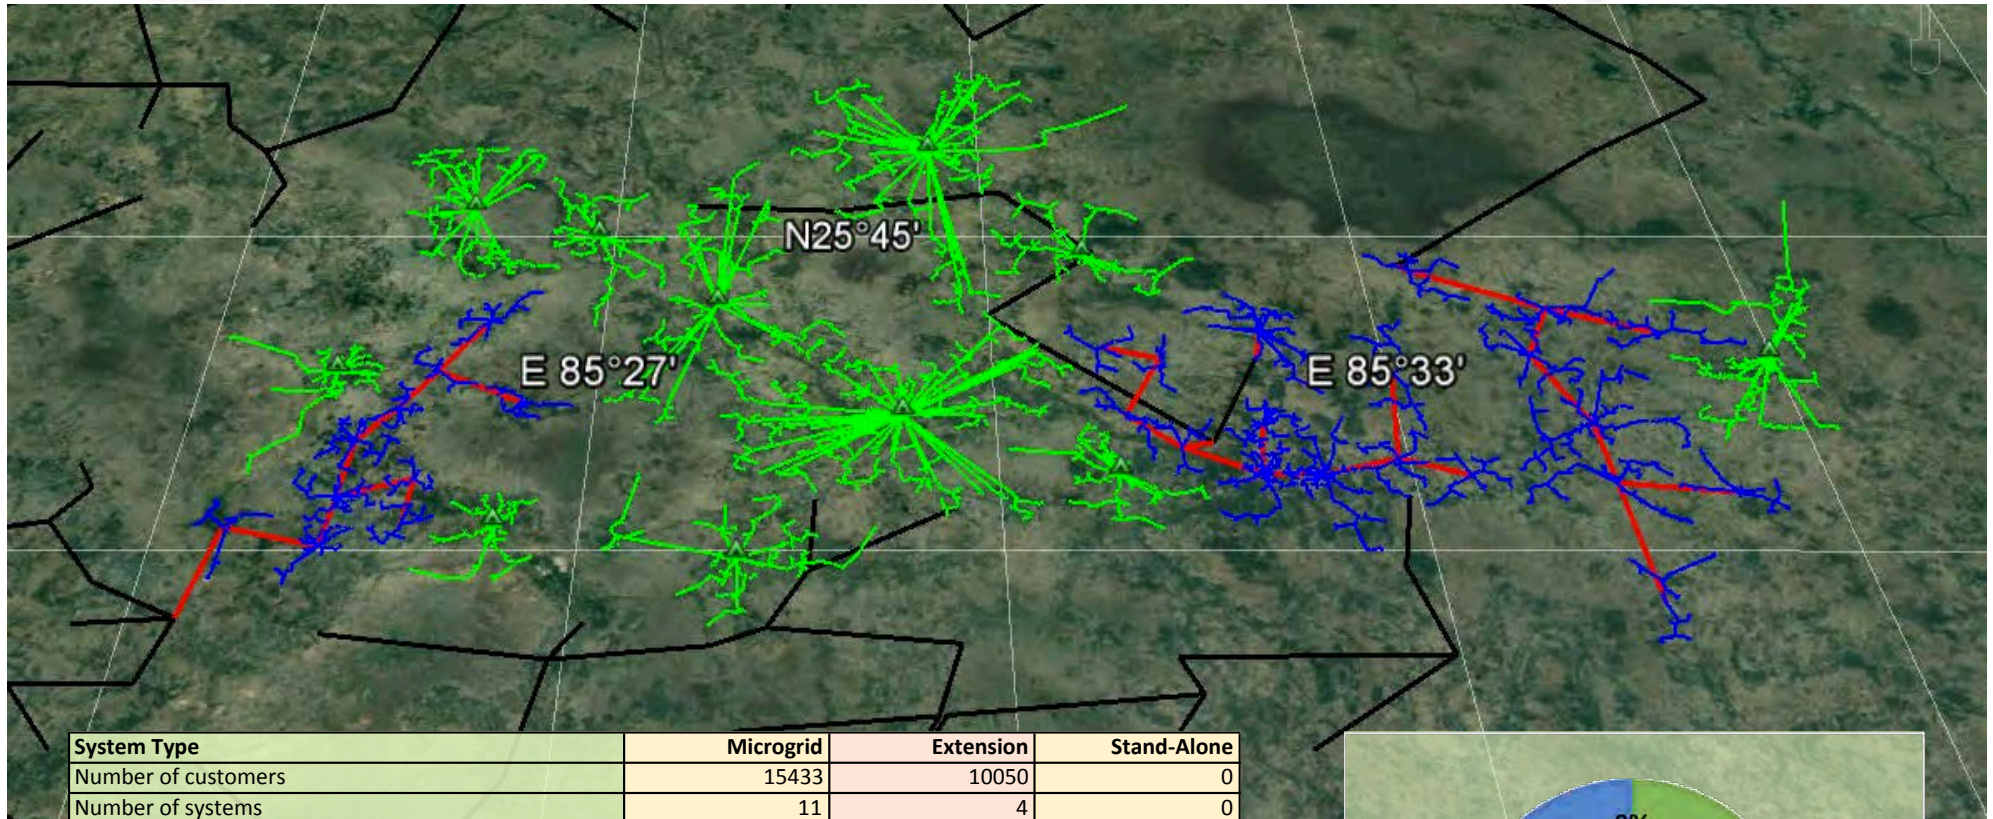 N25°45'
E 85°27'
E 85°33'
System Type Microgrid Extension Stand-Alone
Number of customers 15433 10050 0
Number of systems 11 4 0